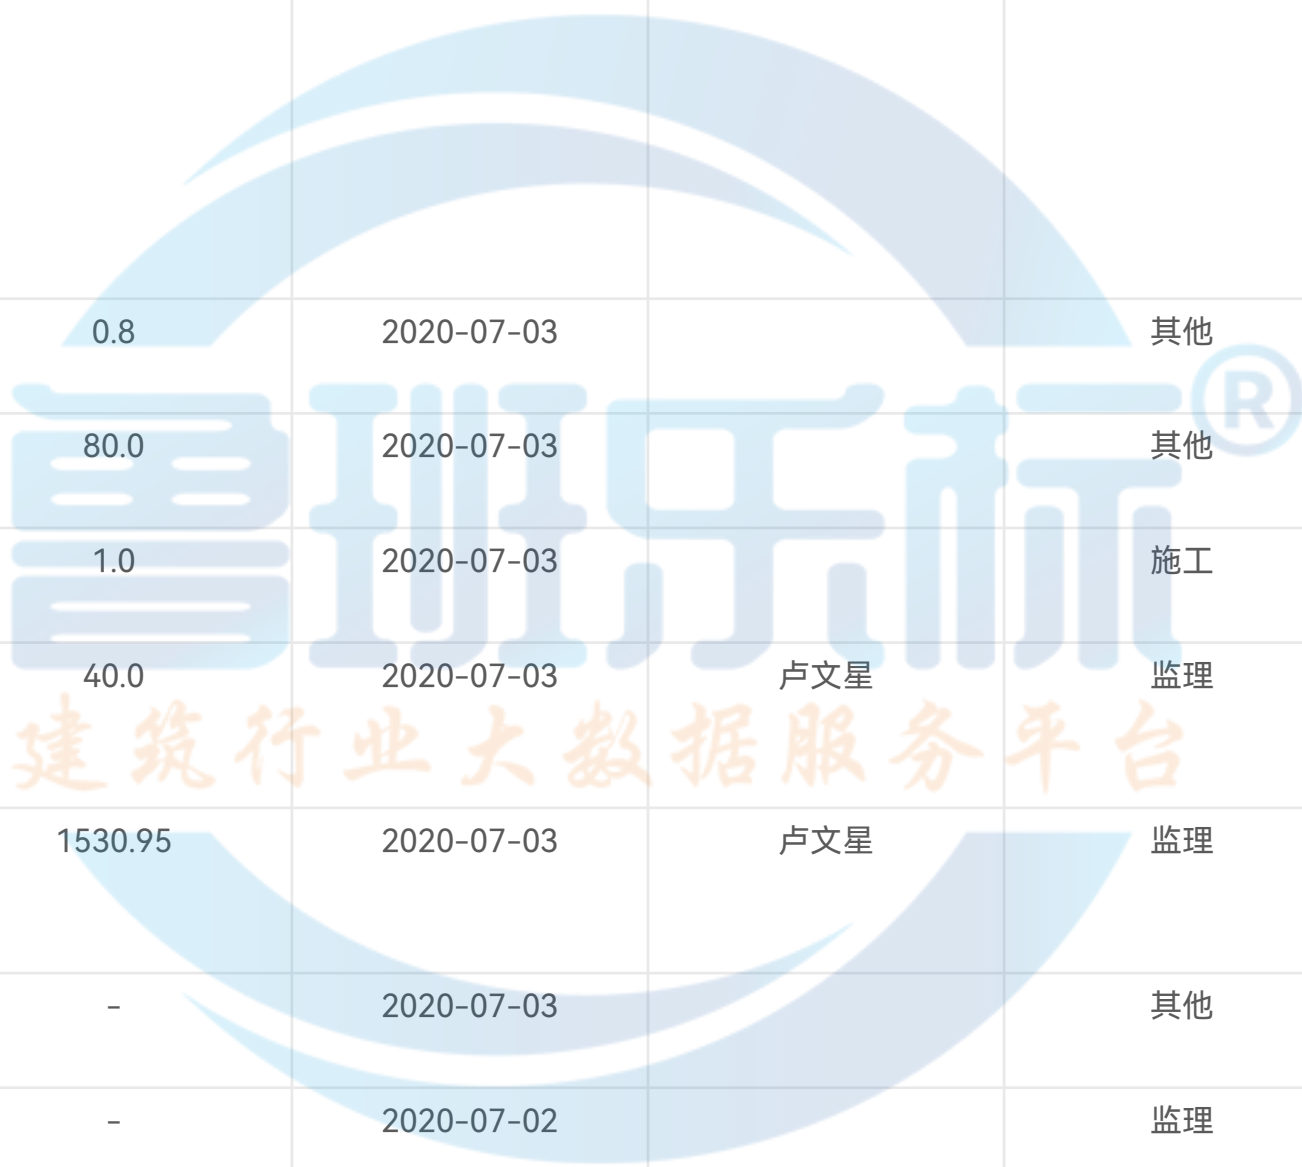 0.8 2020-07-03 其他
鲁班乐标®
80.0 2020-07-03 其他
1.0 2020-07-03 施工
40.0 2020-07-03 卢文星 监理
建筑行业大数据服务平台
1530.95 2020-07-03 卢文星 监理
- 2020-07-03 其他
- 2020-07-02 监理